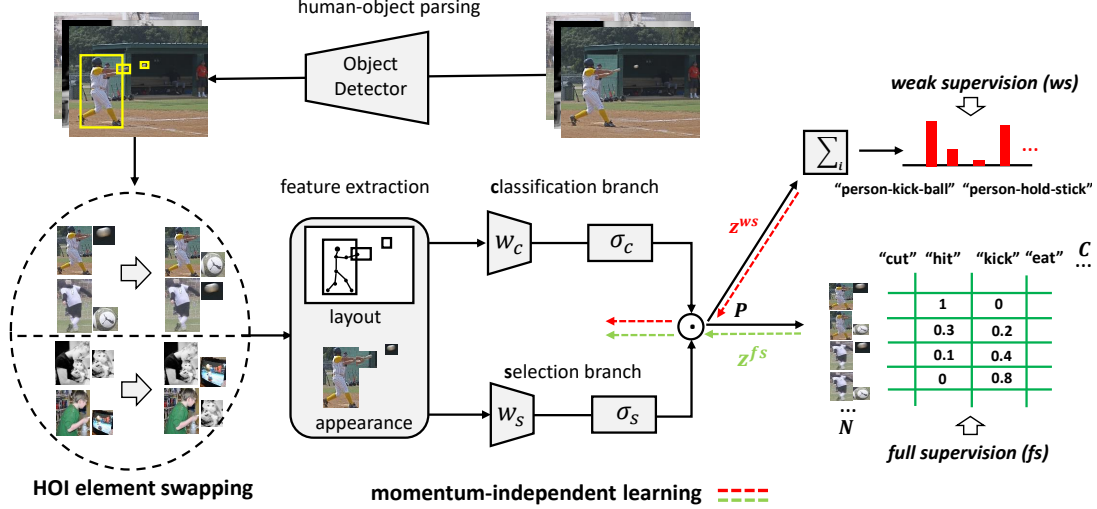 human-object parsing
Object
Detector
weak supervision (ws)
∑i
...
"person-kick-ball" "person-hold-stick"
feature extraction
classification branch
w_c
σ_c
layout
z^{ws}
P
z^{fs}
"cut" "hit" "kick" "eat" C
...
1 0
0.3 0.2
0.1 0.4
0 0.8
selection branch
appearance
w_s
σ_s
...
N
full supervision (fs)
HOI element swapping
momentum-independent learning